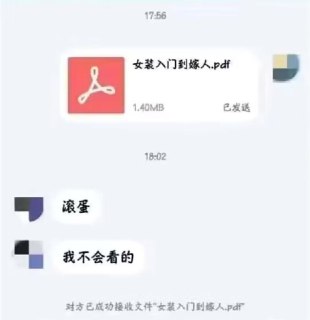 17:56
女装入门到嫁人.pdf
1.40MB 已发送
18:02
滚蛋
我不会看的
对方已成功接收文件"女装入门到嫁人.pdf"